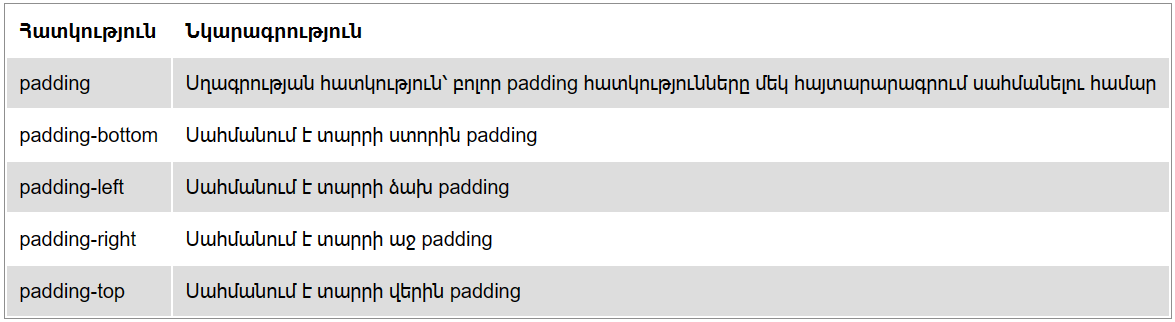 Հատկություն Նկարագրություն
padding Սղագրության հատկություն՝ բոլոր padding հատկությունները մեկ հայտարարագրում սահմանելու համար
padding-bottom Սահմանում է տարրի ստորին padding
padding-left Սահմանում է տարրի ձախ padding
padding-right Սահմանում է տարրի աջ padding
padding-top Սահմանում է տարրի վերին padding